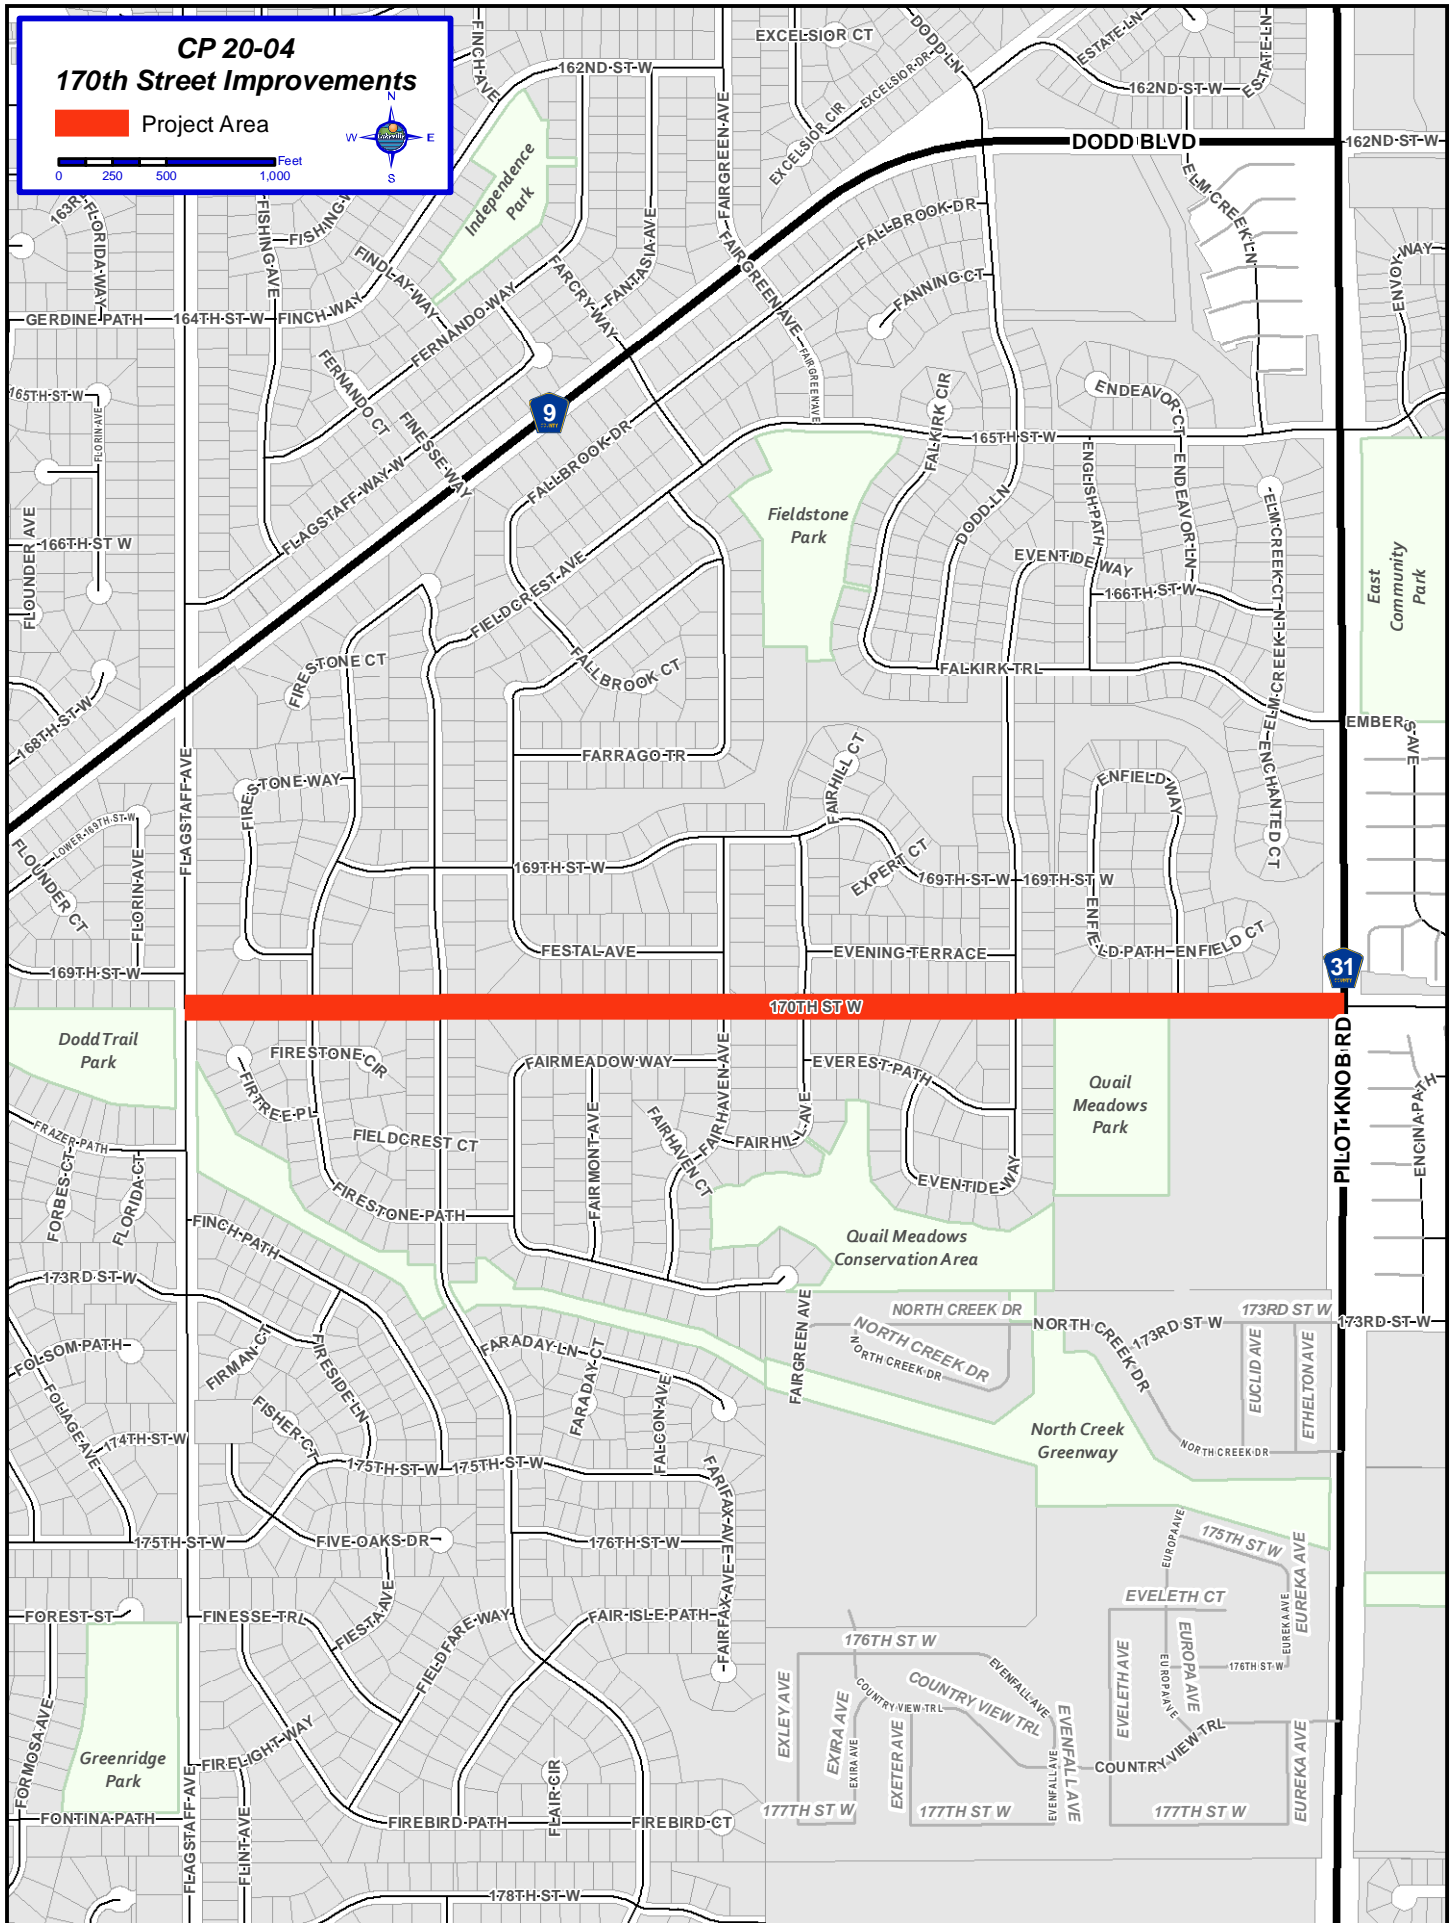 CP 20-04
170th Street Improvements
Project Area
N
W
E
S
Lakeville
Feet
0 250 500 1,000
FINCH-AVE
162ND-ST-W
EXCELSIOR CT
DODD-LN
ESTATE-LN
ESTATE-LN
162ND-ST-W
EXCELSIOR-DR
EXCELSIOR CIR
FAIRGREEN-AVE
DODD BLVD
162ND-ST-W
Independence
Park
FLORIDA-WAY
FISHING-AVE
FINDLAY-WAY
FARCRY-WAY
FANTASIA-AVE
FAIRGREEN-AVE
FALLBROOK-DR
FANNING CT
ELM-CREEK-LN
ENVOY-WAY
GERDINE PATH
164TH-ST-W
FINCH-WAY
FERNANDO-WAY
FERNANDO CT
FINESSE-WAY
FAIRGREEN-AVE
165TH-ST-W
FLORIN-AVE
9
COUNTY
FALKIRK CIR
ENDEAVOR-CT
165TH-ST-W
FALLBROOK-DR
FLAGSTAFF-WAY-W
Fieldstone
Park
DODD-LN
ENGLISH-PATH
ENDEAVOR-LN
ELM-CREEK-CT
ELM-CREEK-LN
East
Community
Park
FLOUNDER AVE
166TH-ST W
EVENTIDE WAY
166TH-ST-W
FIELDCREST-AVE
FIRESTONE CT
FALLBROOK CT
FALKIRK-TRL
168TH-ST-W
EMBERS-AVE
FARRAGO-TR
FIRESTONE-WAY
FAIRHILL CT
ENFIELD-WAY
ENCHANTED CT
FLAGSTAFF-AVE
LOWER-169TH-ST-W
FLOUNDER CT
FLORIN-AVE
169TH-ST-W
EXPERT CT
169TH-ST-W
169TH-ST-W
ENFIELD-PATH
ENFIELD CT
FESTAL-AVE
EVENING-TERRACE
169TH-ST-W
31
COUNTY
170TH ST W
Dodd Trail
Park
FIRESTONE-CIR
FIRTREE-PL
FAIRMEADOW-WAY
EVEREST-PATH
Quail
Meadows
Park
PILOT-KNOB-RD
ENCINA-PATH
FRAZER-PATH
FORBES-CT
FLORIDA-CT
FIELDCREST CT
FAIRMONT-AVE
FAIRHAVEN CT
FAIRHAVEN-AVE
FAIRHILL-AVE
FIRESTONE-PATH
EVENTIDE-WAY
FINCH-PATH
Quail Meadows
Conservation Area
173RD ST-W
NORTH CREEK DR
NORTH CREEK DR
NORTH CREEK-DR
NORTH CREEK-DR
173RD ST W
173RD ST W
173RD-ST-W
FAIRGREEN AVE
FOLSOM-PATH
FOLIAGE-AVE
FIRMAN-CT
FIRESIDE-LN
FARADAY-LN
FARADAY-CT
FALCON-AVE
EUCLID AVE
ETHELTON AVE
FISHER-CT
174TH-ST-W
175TH-ST-W
175TH-ST-W
North Creek
Greenway
NORTH-CREEK-DR
175TH-ST-W
FIVE-OAKS-DR
176TH-ST-W
FAIRFAX-AVE
EUROPA AVE
175TH ST W
EUREKA AVE
EVELETH CT
FOREST-ST
FINESSE-TRL
FIESTA-AVE
FIELDFARE-WAY
FAIR-ISLE-PATH
176TH ST W
EVENFALL-AVE
COUNTRY VIEW TRL
COUNTRY VIEW TRL
EXLEY AVE
EXIRA AVE
EXIRA AVE
EXETER AVE
EVENFALL AVE
EVENFALL AVE
EVELETH AVE
EUROPA AVE
EUROPA-AVE
176TH-ST-W
EUREKA-AVE
COUNTRY-VIEW-TRL
EUREKA AVE
FORMOSA-AVE
Greenridge
Park
FIRELIGHT-WAY
FONTINA-PATH
FLAGSTAFF-AVE
FLINT-AVE
FIREBIRD-PATH
FLAIR-CIR
FIREBIRD-CT
177TH ST W
177TH ST W
177TH ST W
178TH-ST-W